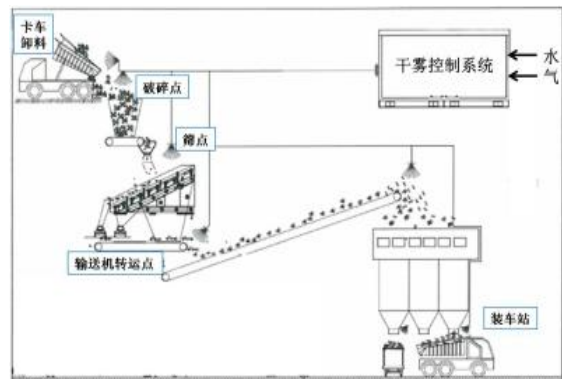 卡车
卸料
干雾控制系统
水
气
破碎点
筛点
输送机转运点
装车站